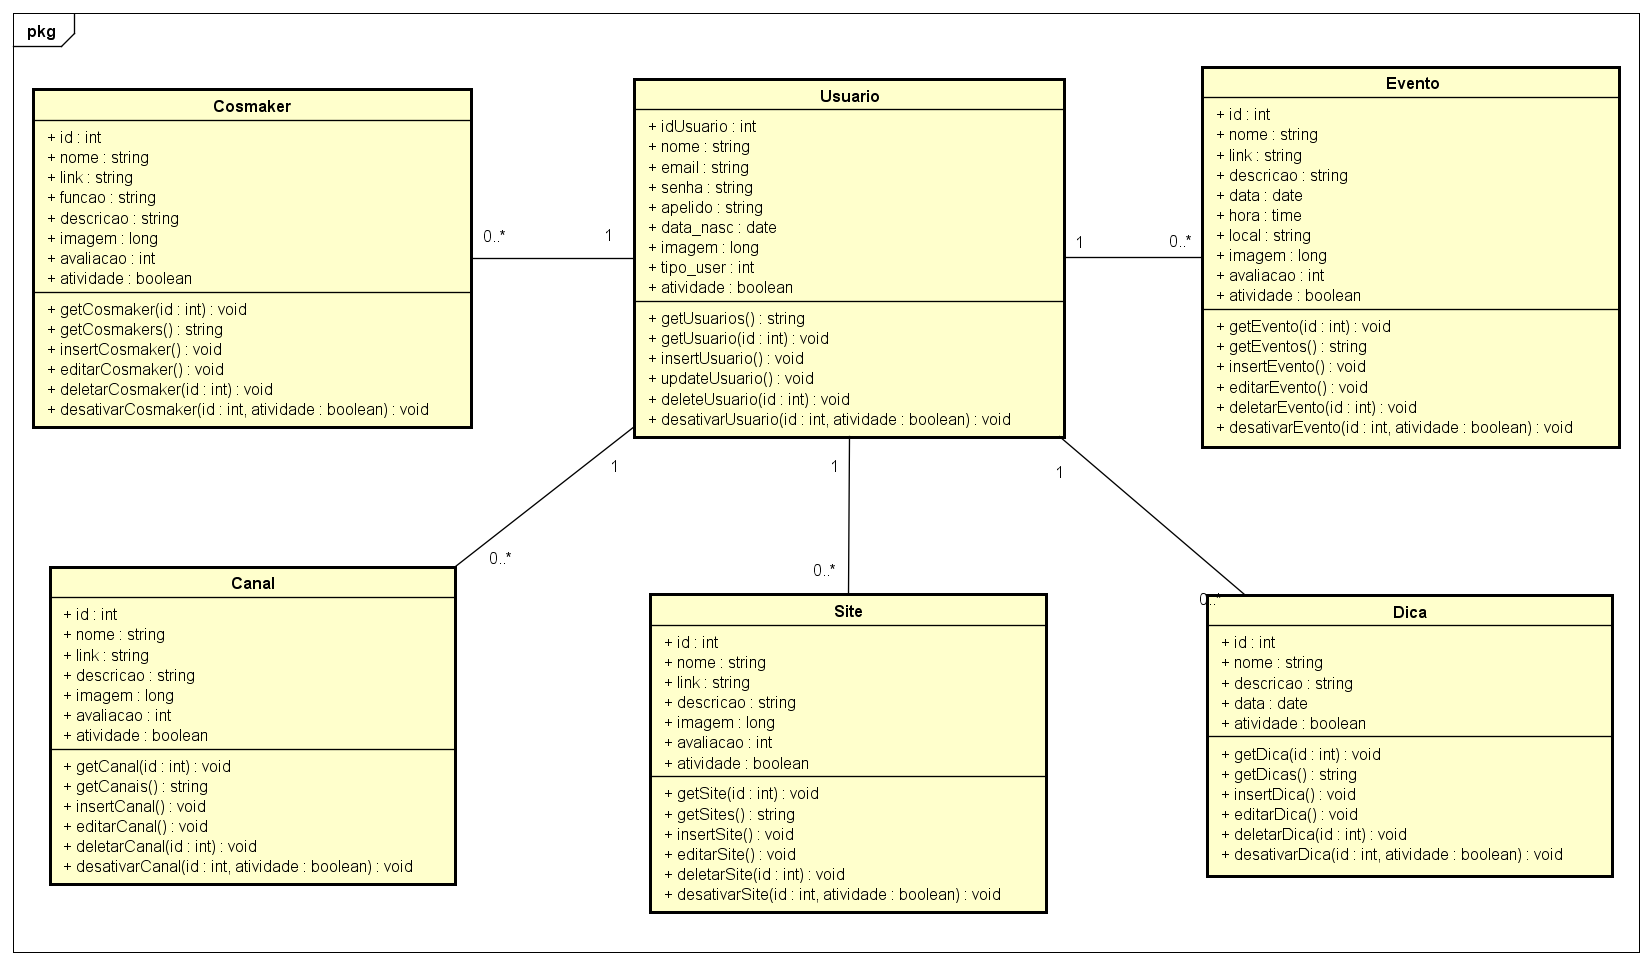 pkg
Cosmaker
+ id : int
+ nome : string
+ link : string
+ funcao : string
+ descricao : string
+ imagem : long
+ avaliacao : int
+ atividade : boolean
+ getCosmaker(id : int) : void
+ getCosmakers() : string
+ insertCosmaker() : void
+ editarCosmaker() : void
+ deletarCosmaker(id : int) : void
+ desativarCosmaker(id : int, atividade : boolean) : void
0..*
1
Usuario
+ idUsuario : int
+ nome : string
+ email : string
+ senha : string
+ apelido : string
+ data_nasc : date
+ imagem : long
+ tipo_user : int
+ atividade : boolean
+ getUsuarios() : string
+ getUsuario(id : int) : void
+ insertUsuario() : void
+ updateUsuario() : void
+ deleteUsuario(id : int) : void
+ desativarUsuario(id : int, atividade : boolean) : void
1
0..*
Evento
+ id : int
+ nome : string
+ link : string
+ descricao : string
+ data : date
+ hora : time
+ local : string
+ imagem : long
+ avaliacao : int
+ atividade : boolean
+ getEvento(id : int) : void
+ getEventos() : string
+ insertEvento() : void
+ editarEvento() : void
+ deletarEvento(id : int) : void
+ desativarEvento(id : int, atividade : boolean) : void
1
1
1
0..*
0..*
0..*
Canal
+ id : int
+ nome : string
+ link : string
+ descricao : string
+ imagem : long
+ avaliacao : int
+ atividade : boolean
+ getCanal(id : int) : void
+ getCanais() : string
+ insertCanal() : void
+ editarCanal() : void
+ deletarCanal(id : int) : void
+ desativarCanal(id : int, atividade : boolean) : void
Site
+ id : int
+ nome : string
+ link : string
+ descricao : string
+ imagem : long
+ avaliacao : int
+ atividade : boolean
+ getSite(id : int) : void
+ getSites() : string
+ insertSite() : void
+ editarSite() : void
+ deletarSite(id : int) : void
+ desativarSite(id : int, atividade : boolean) : void
Dica
+ id : int
+ nome : string
+ descricao : string
+ data : date
+ atividade : boolean
+ getDica(id : int) : void
+ getDicas() : string
+ insertDica() : void
+ editarDica() : void
+ deletarDica(id : int) : void
+ desativarDica(id : int, atividade : boolean) : void